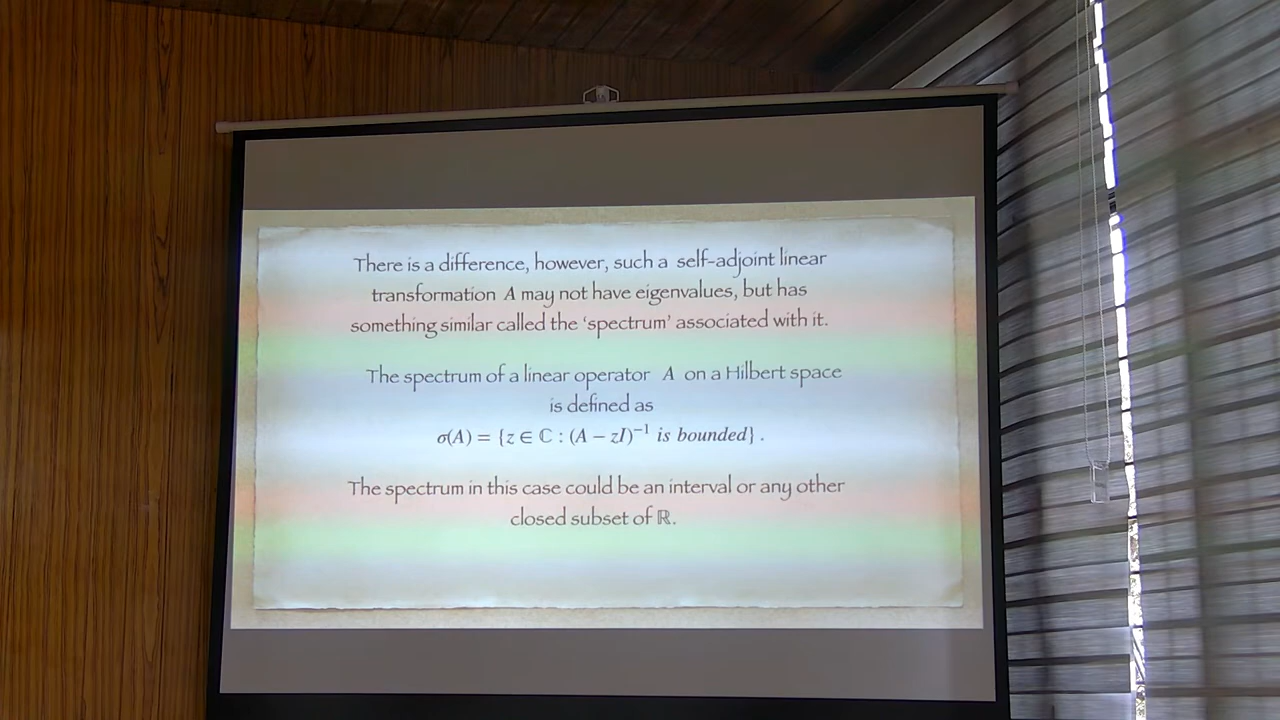 There is a difference, however, such a self-adjoint linear
transformation A may not have eigenvalues, but has
something similar called the ‘spectrum’ associated with it.
The spectrum of a linear operator A on a Hilbert space
is defined as
σ(A) = {z ∈ ℂ : (A − zI)⁻¹ is bounded} .
The spectrum in this case could be an interval or any other
closed subset of ℝ.